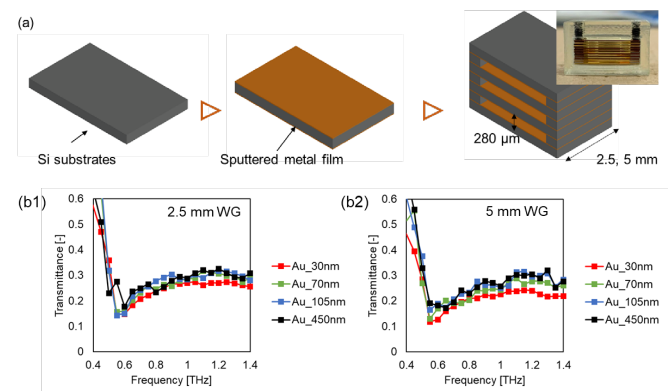 (a)
Si substrates
Sputtered metal film
280 µm
2.5, 5 mm
(b1)
2.5 mm WG
Transmittance [-]
0.6
0.5
0.4
0.3
0.2
0.1
0
0.4 0.6 0.8 1.0 1.2 1.4
Frequency [THz]
Au_30nm
Au_70nm
Au_105nm
Au_450nm
(b2)
5 mm WG
Transmittance [-]
0.6
0.5
0.4
0.3
0.2
0.1
0
0.4 0.6 0.8 1.0 1.2 1.4
Frequency [THz]
Au_30nm
Au_70nm
Au_105nm
Au_450nm